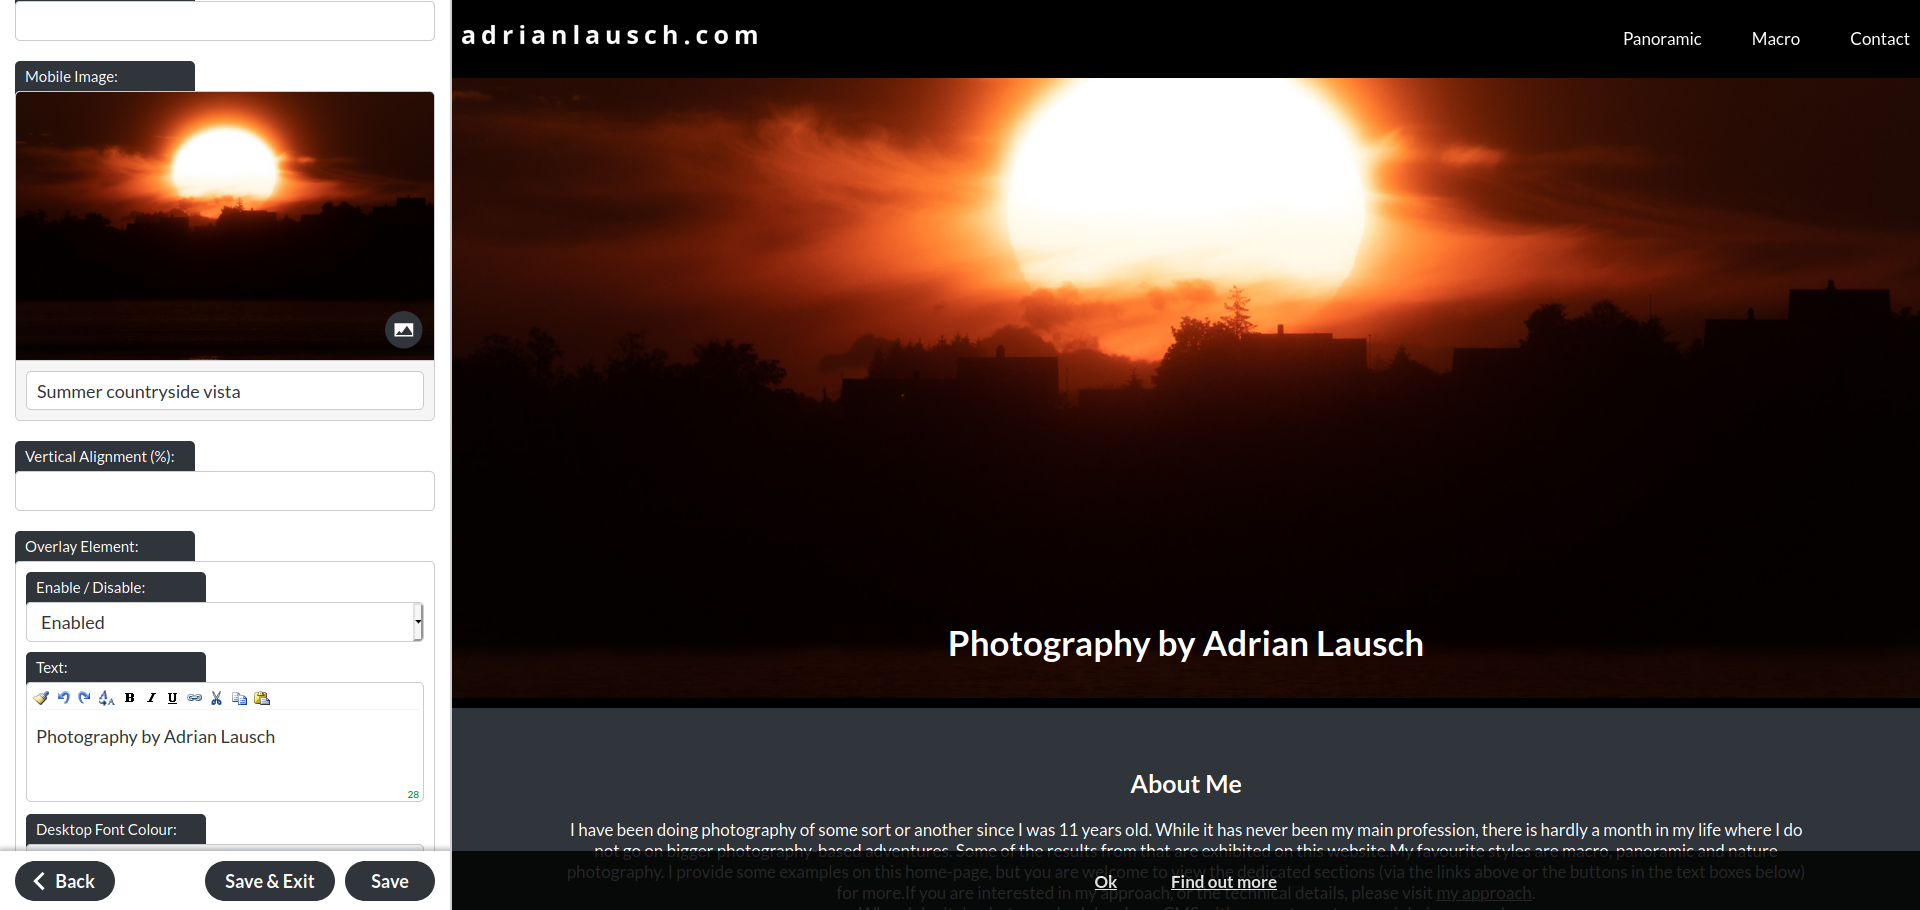 Mobile Image:
Summer countryside vista
Vertical Alignment (%):
Overlay Element:
Enable / Disable:
Enabled
Text:
B I U
Photography by Adrian Lausch
28
Desktop Font Colour:
Back
Save & Exit
Save
adrianlausch.com
Panoramic
Macro
Contact
Photography by Adrian Lausch
About Me
I have been doing photography of some sort or another since I was 11 years old. While it has never been my main profession, there is hardly a month in my life where I do
not go on bigger photography-based adventures. Some of the results from that are exhibited on this website.My favourite styles are macro, panoramic and nature
photography. I provide some examples on this home-page, but you are welcome to view the dedicated sections (via the links above or the buttons in the text boxes below)
for more.If you are interested in my approach, or the technical details, please visit my approach.
Ok
Find out more